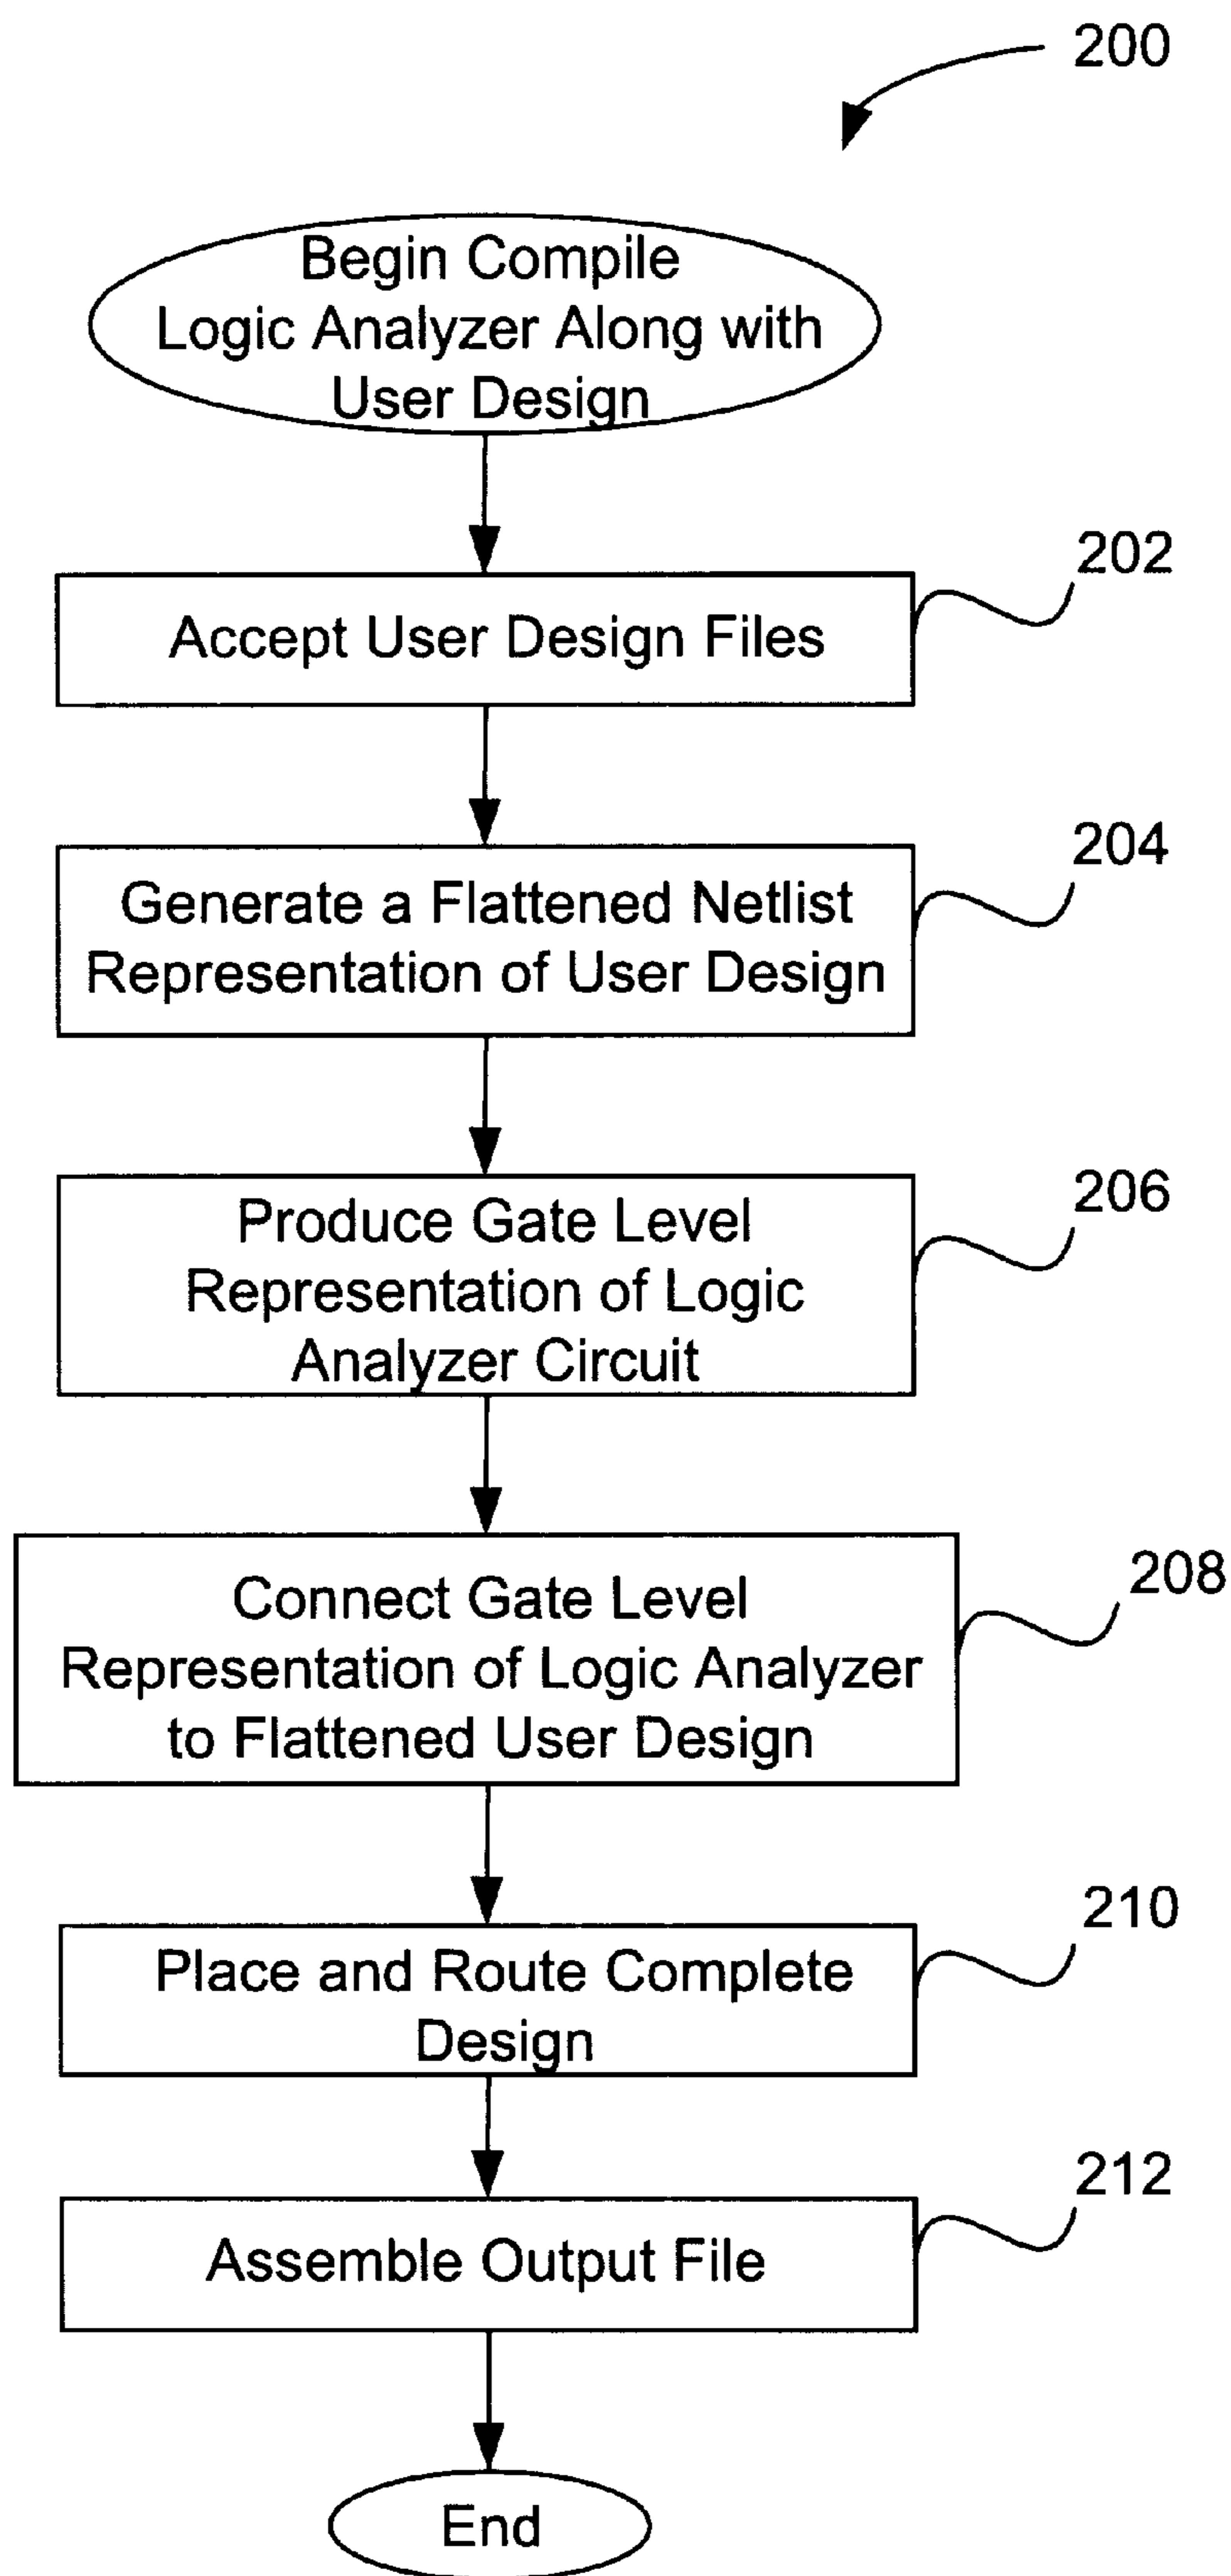 200
Begin Compile
Logic Analyzer Along with
User Design
202
Accept User Design Files
204
Generate a Flattened Netlist
Representation of User Design
206
Produce Gate Level
Representation of Logic
Analyzer Circuit
208
Connect Gate Level
Representation of Logic Analyzer
to Flattened User Design
210
Place and Route Complete
Design
212
Assemble Output File
End